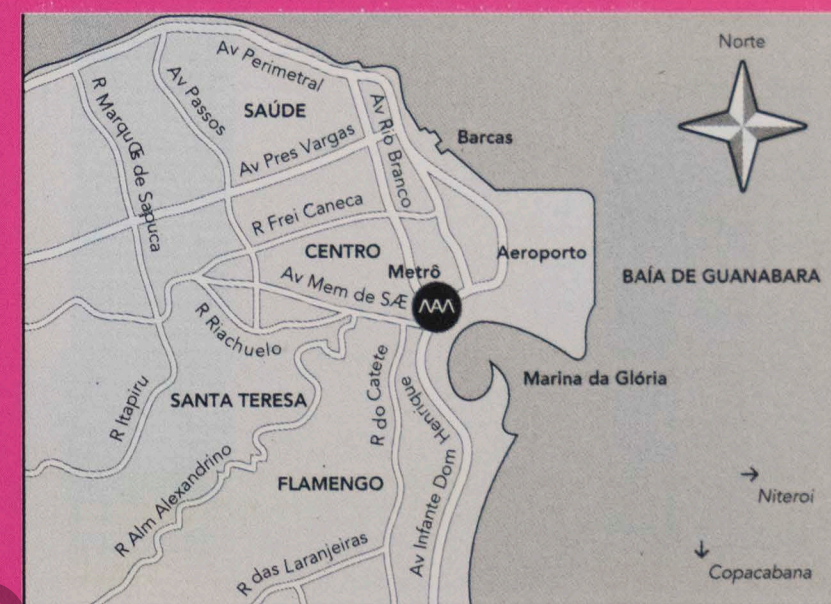 Norte
Av Perimetral
Av Passos
R MarquŒs de Sapuca
SAÚDE
Av Rio Branco
Barcas
Av Pres Vargas
R Frei Caneca
CENTRO
Metrô
Aeroporto
BAÍA DE GUANABARA
Av Mem de SÆ
R Riachuelo
Marina da Glória
R Itapiru
SANTA TERESA
R do Catete
Av Infante Dom Henrique
R Alm Alexandrino
FLAMENGO
Niteroi
R das Laranjeiras
Copacabana